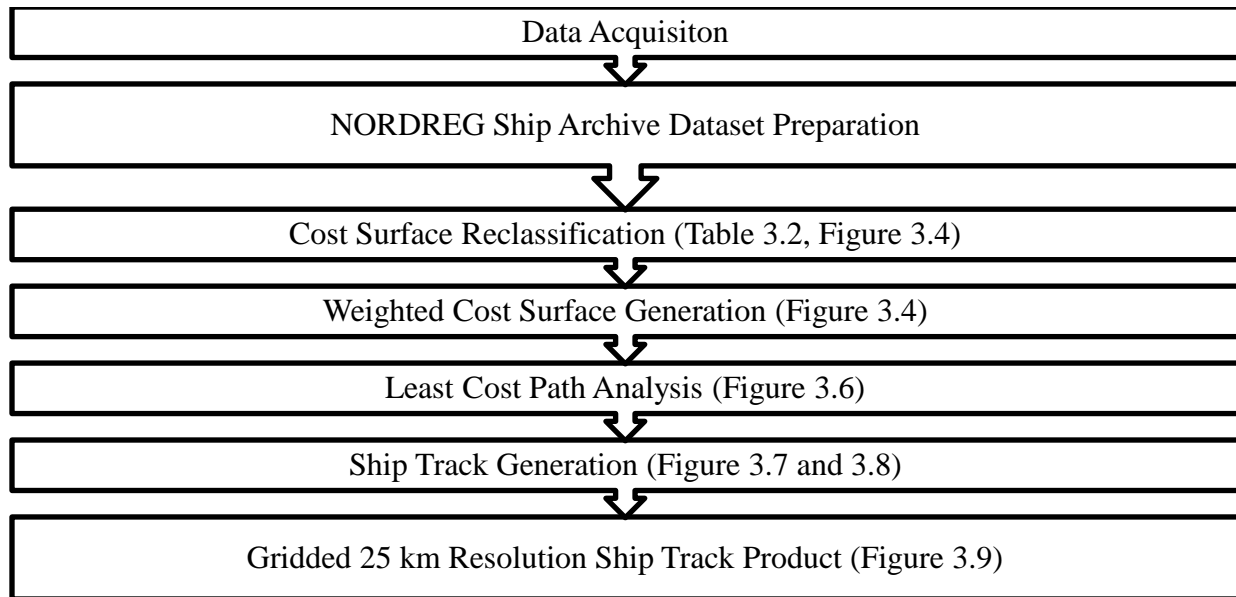 Data Acquisiton
NORDREG Ship Archive Dataset Preparation
Cost Surface Reclassification (Table 3.2, Figure 3.4)
Weighted Cost Surface Generation (Figure 3.4)
Least Cost Path Analysis (Figure 3.6)
Ship Track Generation (Figure 3.7 and 3.8)
Gridded 25 km Resolution Ship Track Product (Figure 3.9)